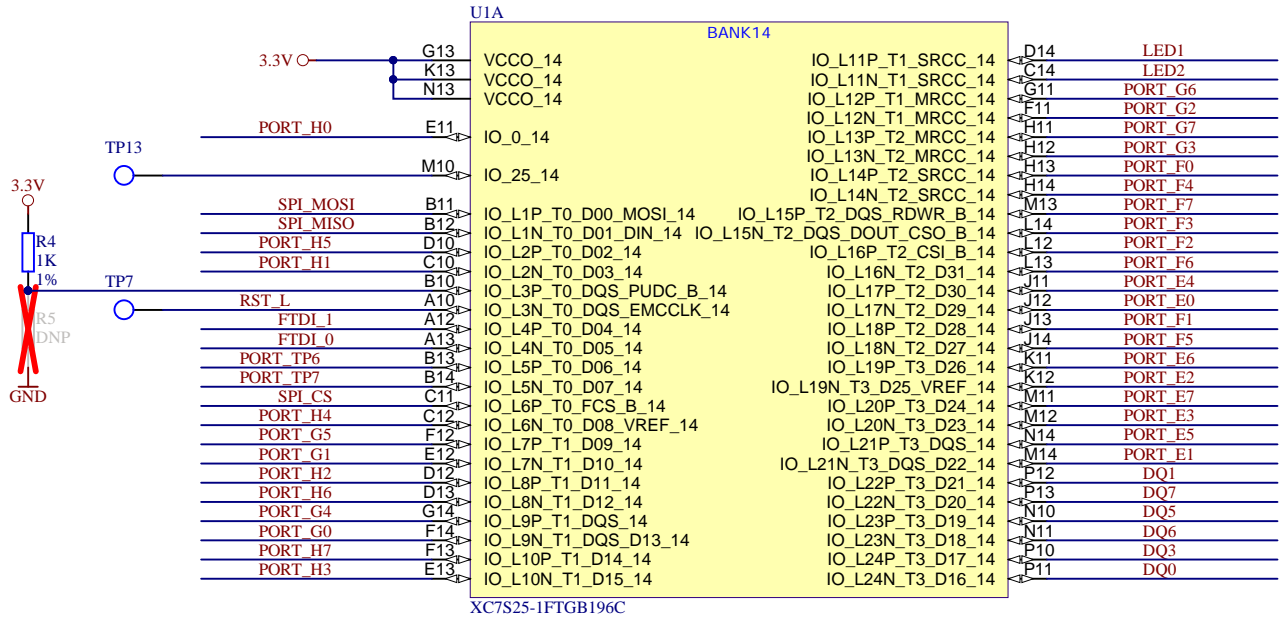 U1A
BANK14
3.3V G13 VCCO_14 IO_L11P_T1_SRCC_14 D14 LED1
K13 VCCO_14 IO_L11N_T1_SRCC_14 C14 LED2
N13 VCCO_14 IO_L12P_T1_MRCC_14 G11 PORT_G6
IO_L12N_T1_MRCC_14 F11 PORT_G2
PORT_H0 E11 IO_0_14 IO_L13P_T2_MRCC_14 H11 PORT_G7
TP13 IO_L13N_T2_MRCC_14 H12 PORT_G3
M10 IO_25_14 IO_L14P_T2_SRCC_14 H13 PORT_F0
3.3V IO_L14N_T2_SRCC_14 H14 PORT_F4
SPI_MOSI B11 IO_L1P_T0_D00_MOSI_14 IO_L15P_T2_DQS_RDWR_B_14 M13 PORT_F7
SPI_MISO B12 IO_L1N_T0_D01_DIN_14 IO_L15N_T2_DQS_DOUT_CSO_B_14 L14 PORT_F3
R4 PORT_H5 D10 IO_L2P_T0_D02_14 IO_L16P_T2_CSI_B_14 L12 PORT_F2
1K PORT_H1 C10 IO_L2N_T0_D03_14 IO_L16N_T2_D31_14 L13 PORT_F6
1% TP7 B10 IO_L3P_T0_DQS_PUDC_B_14 IO_L17P_T2_D30_14 J11 PORT_E4
RST_L A10 IO_L3N_T0_DQS_EMCCLK_14 IO_L17N_T2_D29_14 J12 PORT_E0
R5 FTDI_1 A12 IO_L4P_T0_D04_14 IO_L18P_T2_D28_14 J13 PORT_F1
DNP FTDI_0 A13 IO_L4N_T0_D05_14 IO_L18N_T2_D27_14 J14 PORT_F5
PORT_TP6 B13 IO_L5P_T0_D06_14 IO_L19P_T3_D26_14 K11 PORT_E6
PORT_TP7 B14 IO_L5N_T0_D07_14 IO_L19N_T3_D25_VREF_14 K12 PORT_E2
GND SPI_CS C11 IO_L6P_T0_FCS_B_14 IO_L20P_T3_D24_14 M11 PORT_E7
PORT_H4 C12 IO_L6N_T0_D08_VREF_14 IO_L20N_T3_D23_14 M12 PORT_E3
PORT_G5 F12 IO_L7P_T1_D09_14 IO_L21P_T3_DQS_14 N14 PORT_E5
PORT_G1 E12 IO_L7N_T1_D10_14 IO_L21N_T3_DQS_D22_14 M14 PORT_E1
PORT_H2 D12 IO_L8P_T1_D11_14 IO_L22P_T3_D21_14 P12 DQ1
PORT_H6 D13 IO_L8N_T1_D12_14 IO_L22N_T3_D20_14 P13 DQ7
PORT_G4 G14 IO_L9P_T1_DQS_14 IO_L23P_T3_D19_14 N10 DQ5
PORT_G0 F14 IO_L9N_T1_DQS_D13_14 IO_L23N_T3_D18_14 N11 DQ6
PORT_H7 F13 IO_L10P_T1_D14_14 IO_L24P_T3_D17_14 P10 DQ3
PORT_H3 E13 IO_L10N_T1_D15_14 IO_L24N_T3_D16_14 P11 DQ0
XC7S25-1FTGB196C